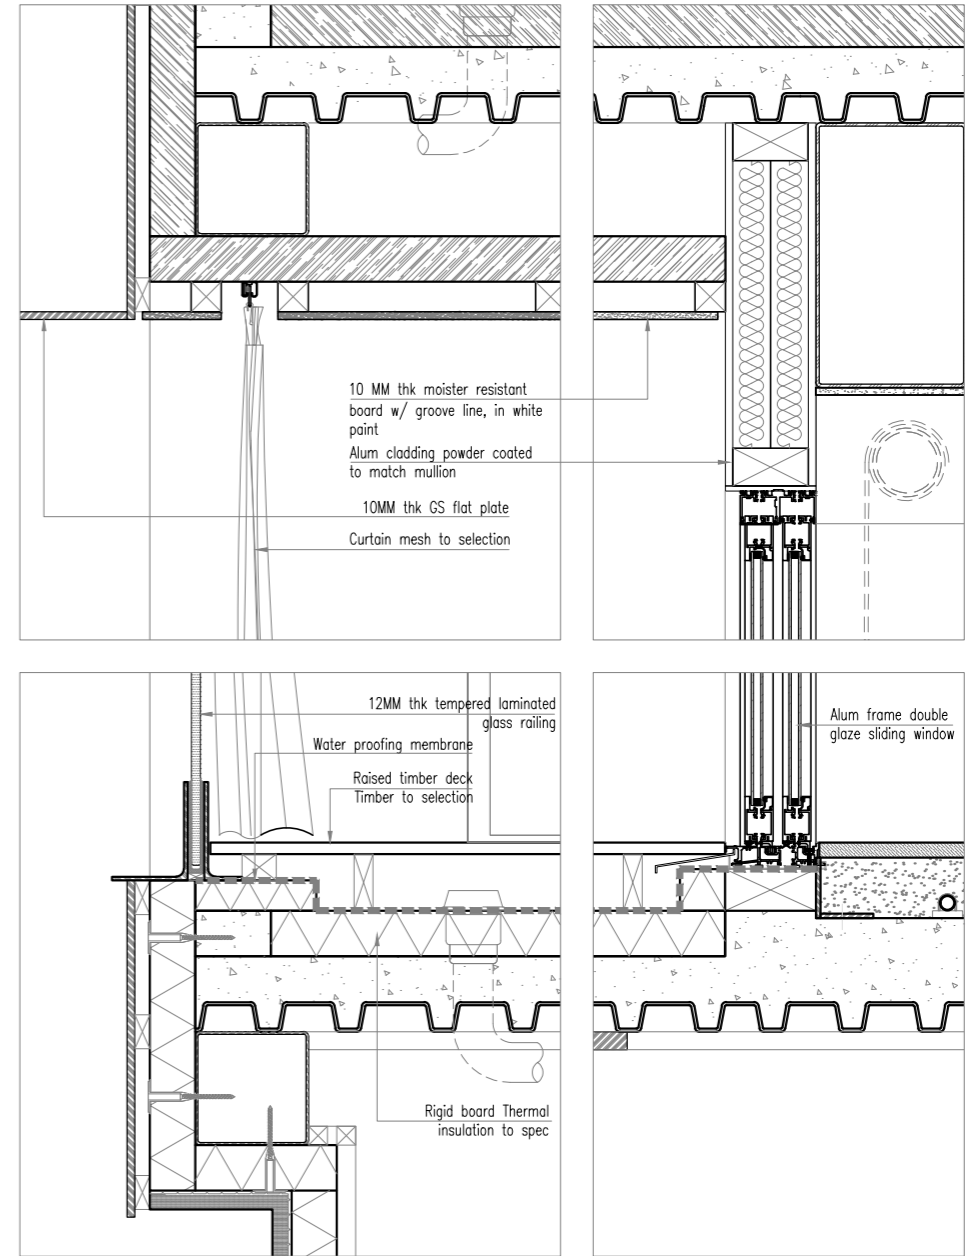 10 MM thk moister resistant
board w/ groove line, in white
paint
Alum cladding powder coated
to match mullion
10MM thk GS flat plate
Curtain mesh to selection
12MM thk tempered laminated
glass railing
Water proofing membrane
Raised timber deck
Timber to selection
Alum frame double
glaze sliding window
Rigid board Thermal
insulation to spec